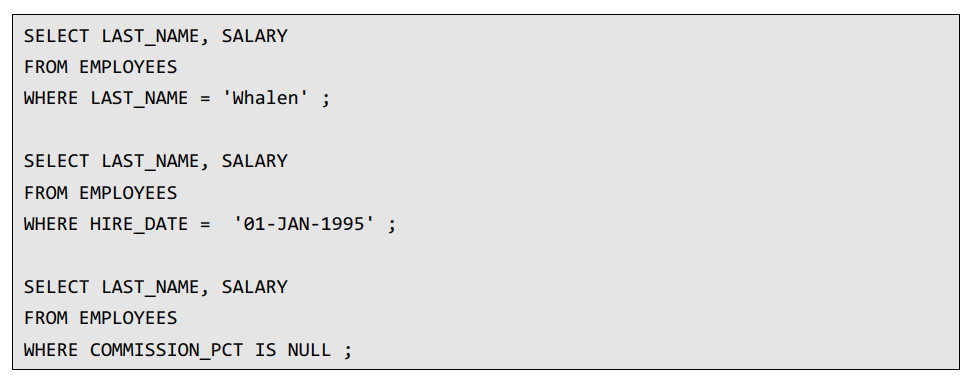 SELECT LAST_NAME, SALARY
FROM EMPLOYEES
WHERE LAST_NAME = 'Whalen' ;
SELECT LAST_NAME, SALARY
FROM EMPLOYEES
WHERE HIRE_DATE =  '01-JAN-1995' ;
SELECT LAST_NAME, SALARY
FROM EMPLOYEES
WHERE COMMISSION_PCT IS NULL ;